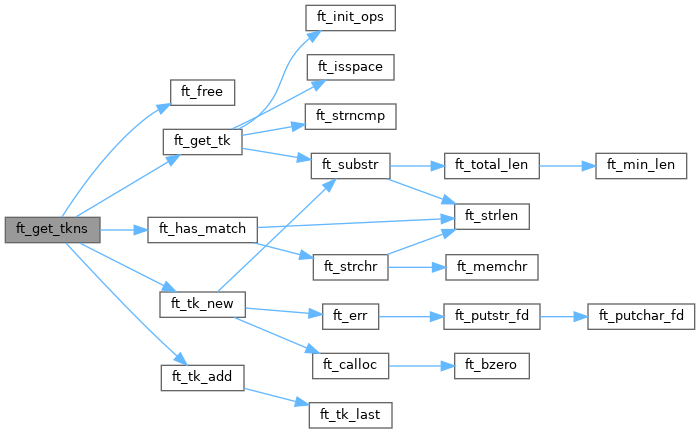 ft_init_ops
ft_isspace
ft_free
ft_strncmp
ft_get_tk
ft_substr
ft_total_len
ft_min_len
ft_strlen
ft_get_tkns
ft_has_match
ft_strchr
ft_memchr
ft_tk_new
ft_err
ft_putstr_fd
ft_putchar_fd
ft_calloc
ft_bzero
ft_tk_add
ft_tk_last